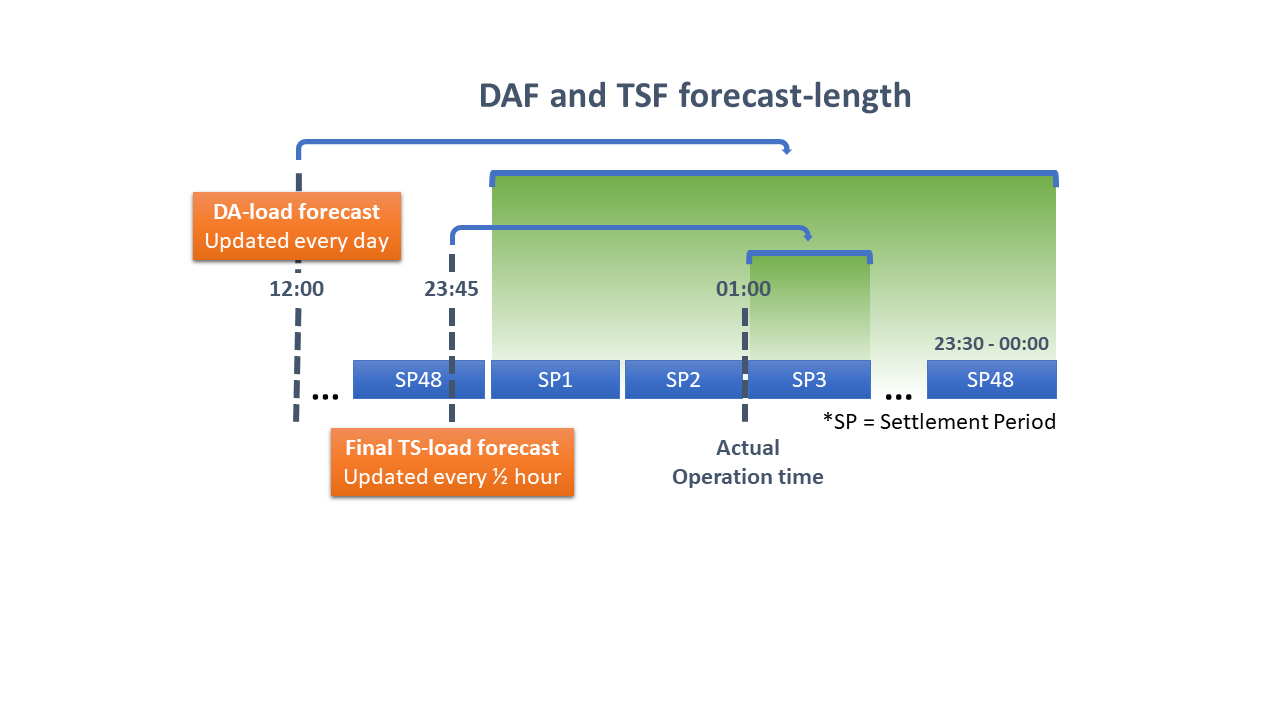 DAF and TSF forecast-length
DA-load forecast
Updated every day
12:00
23:45
01:00
23:30 - 00:00
... SP48 SP1 SP2 SP3 ... SP48
*SP = Settlement Period
Final TS-load forecast
Updated every ½ hour
Actual
Operation time